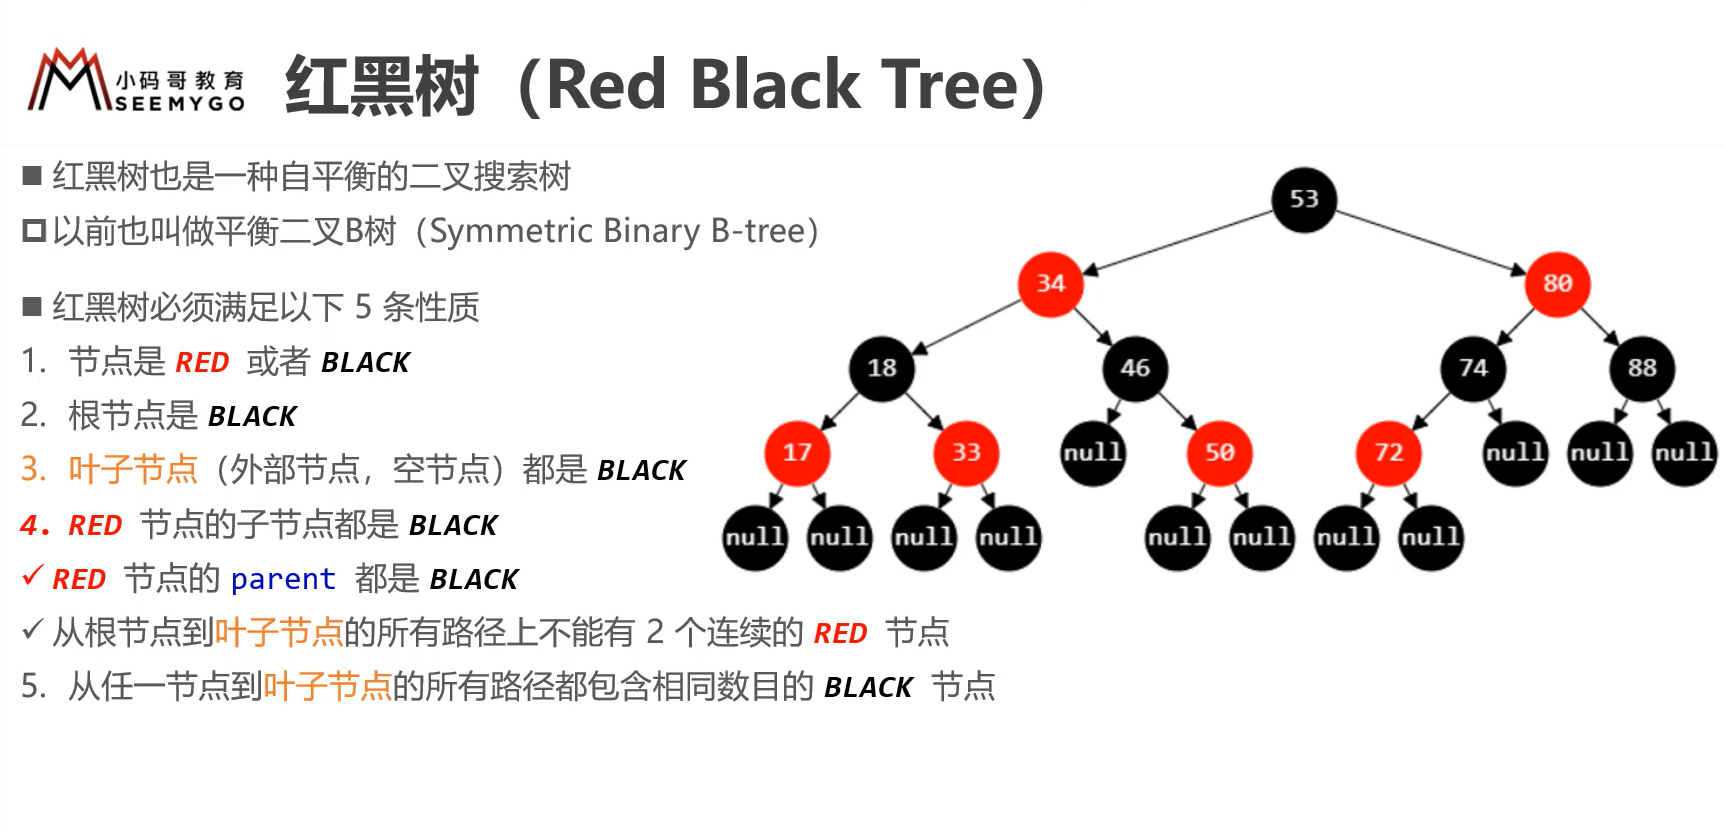 小码哥教育
SEEMYGO
红黑树（Red Black Tree）
红黑树也是一种自平衡的二叉搜索树
以前也叫做平衡二叉B树（Symmetric Binary B-tree）
红黑树必须满足以下 5 条性质
1. 节点是 RED 或者 BLACK
2. 根节点是 BLACK
3. 叶子节点（外部节点，空节点）都是 BLACK
4. RED 节点的子节点都是 BLACK
✓ RED 节点的 parent 都是 BLACK
✓ 从根节点到叶子节点的所有路径上不能有 2 个连续的 RED 节点
5. 从任一节点到叶子节点的所有路径都包含相同数目的 BLACK 节点
53
34 80
18 46 74 88
17 33 null 50 72 null null null
null null null null null null null null